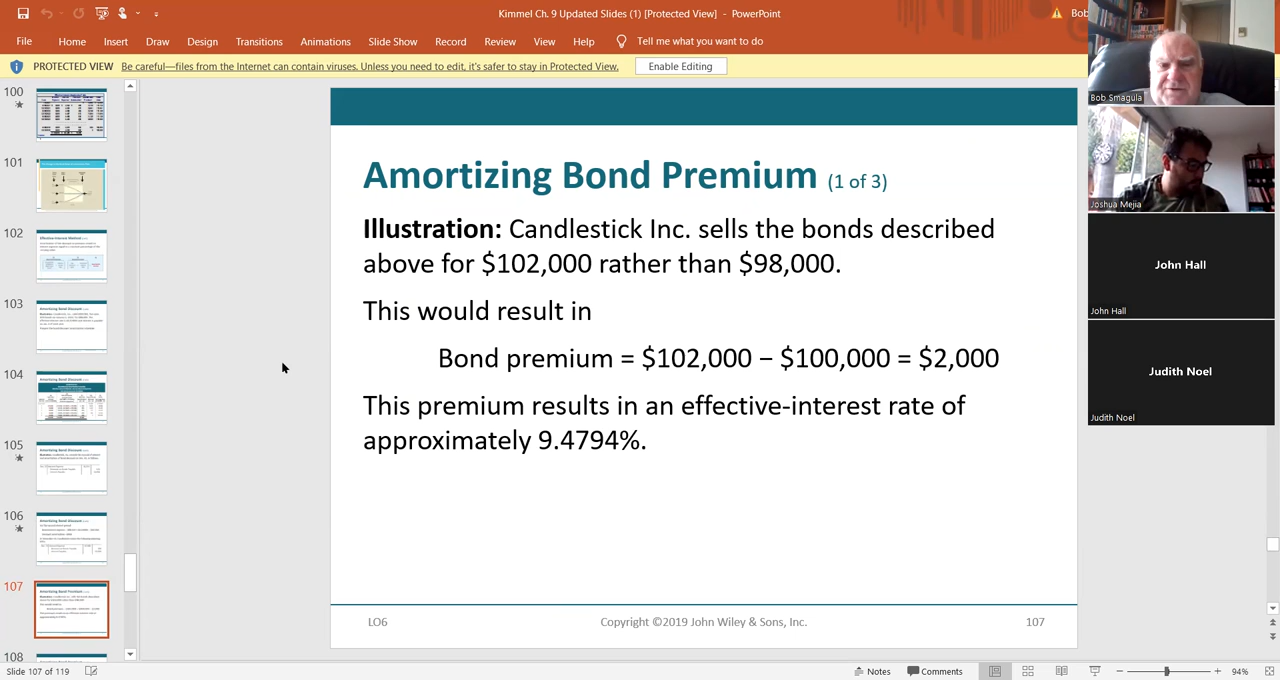 Kimmel Ch. 9 Updated Slides (1) [Protected View] - PowerPoint
Bob
File Home Insert Draw Design Transitions Animations Slide Show Record Review View Help Tell me what you want to do
PROTECTED VIEW Be careful—files from the Internet can contain viruses. Unless you need to edit, it's safer to stay in Protected View. Enable Editing
100
101
102
103
104
105
106
107
108
Amortizing Bond Premium (1 of 3)
Illustration: Candlestick Inc. sells the bonds described
above for $102,000 rather than $98,000.
This would result in
Bond premium = $102,000 − $100,000 = $2,000
This premium results in an effective-interest rate of
approximately 9.4794%.
LO6 Copyright ©2019 John Wiley & Sons, Inc. 107
Bob Smagula
Joshua Mejia
John Hall
John Hall
Judith Noel
Judith Noel
Slide 107 of 119 Notes Comments 94%